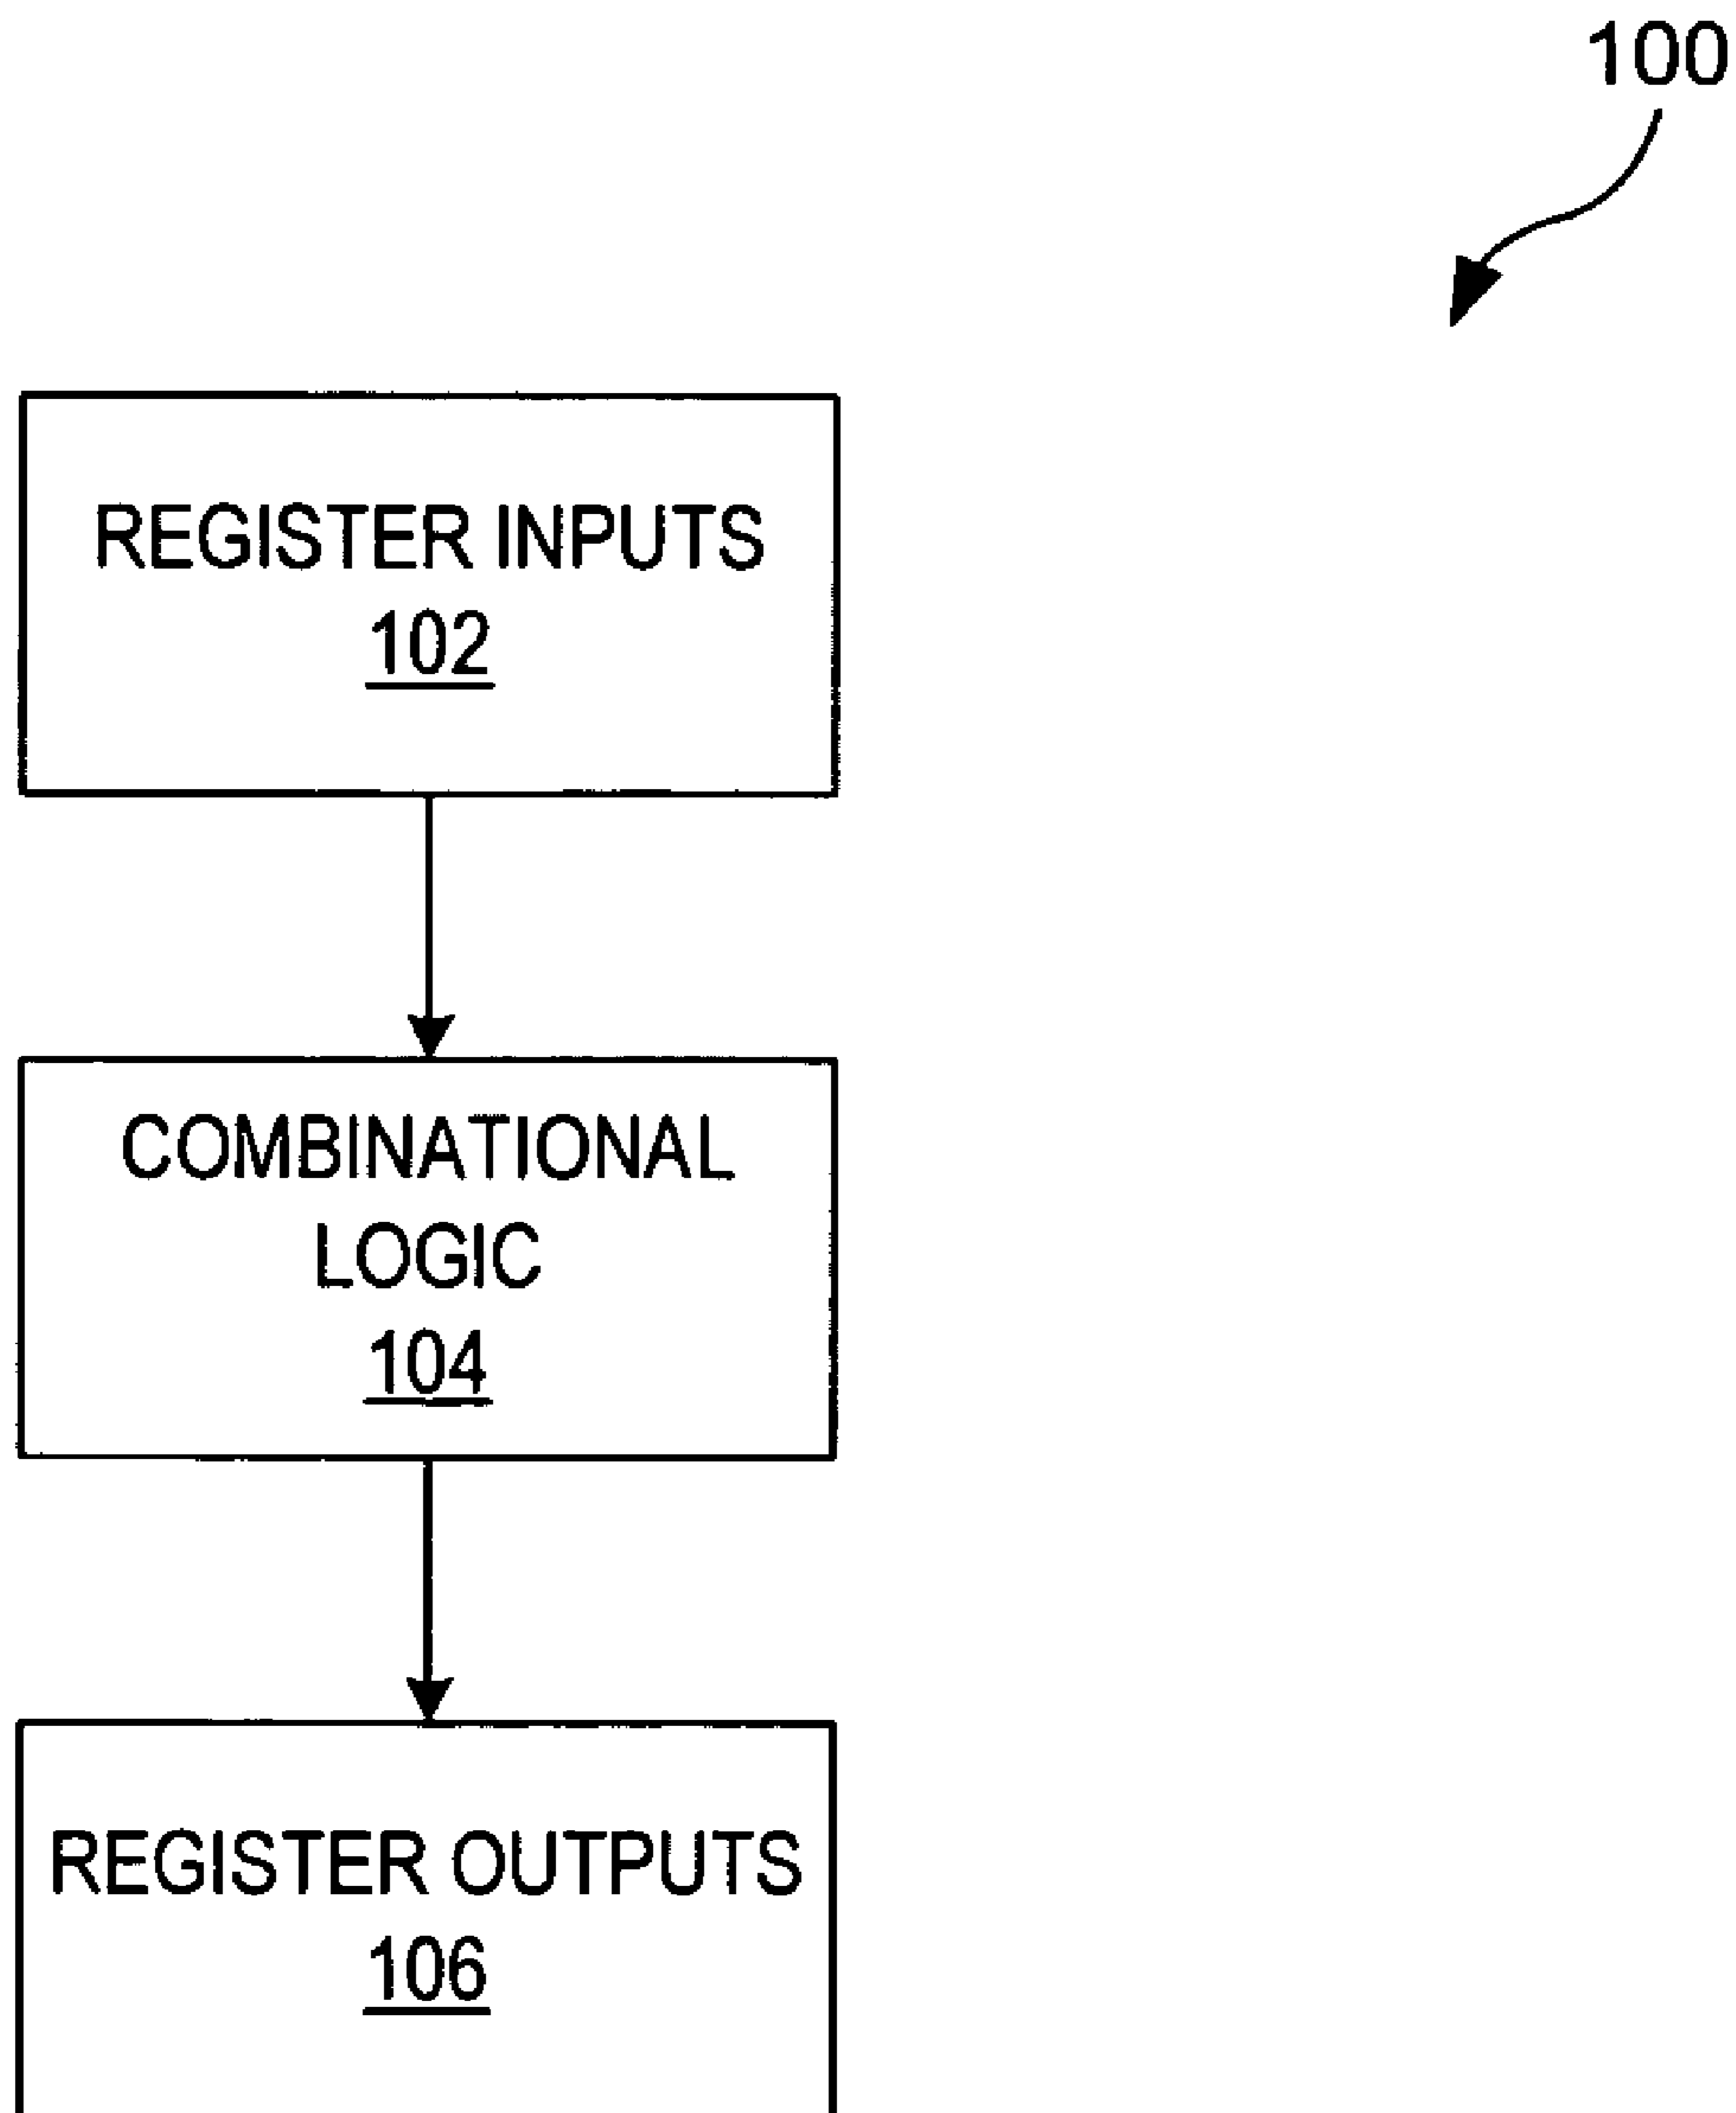 100
REGISTER INPUTS
102
COMBINATIONAL
LOGIC
104
REGISTER OUTPUTS
106